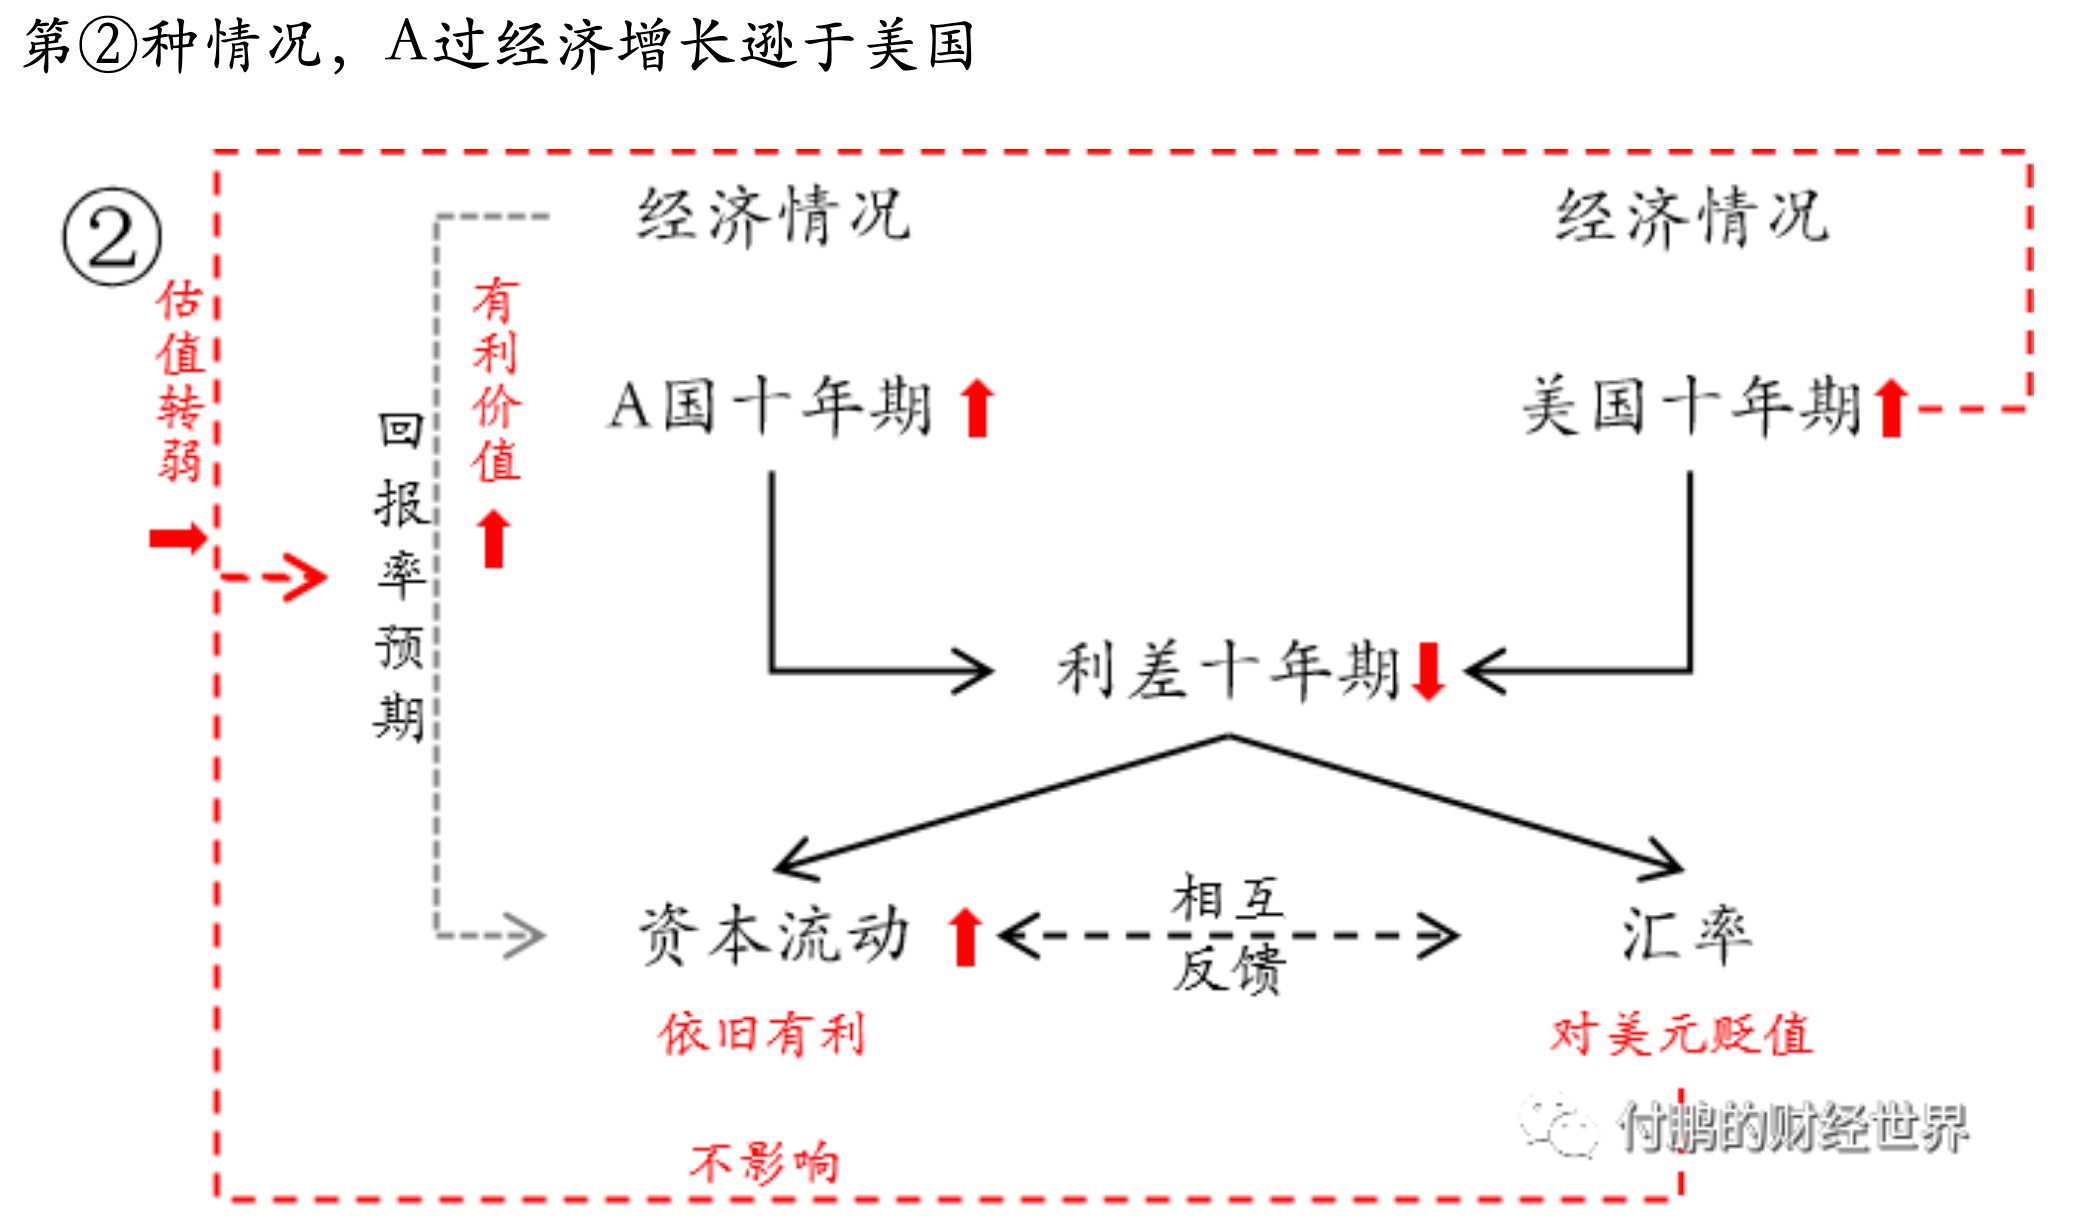 第②种情况，A过经济增长逊于美国
②
经济情况
经济情况
估值转弱
有利价值
A国十年期
美国十年期
回报率预期
利差十年期
相互
反馈
资本流动
汇率
依旧有利
对美元贬值
付鹏的财经世界
不影响